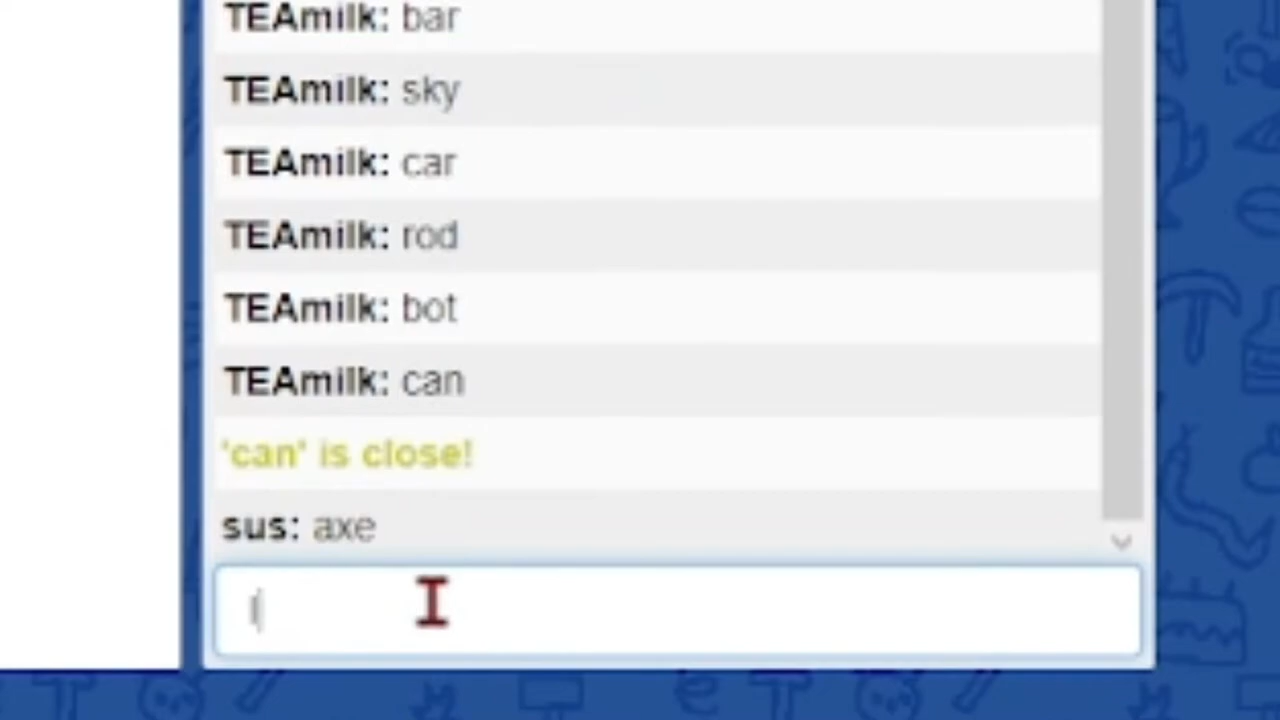 TEAmilk: bar
TEAmilk: sky
TEAmilk: car
TEAmilk: rod
TEAmilk: bot
TEAmilk: can
'can' is close!
sus: axe